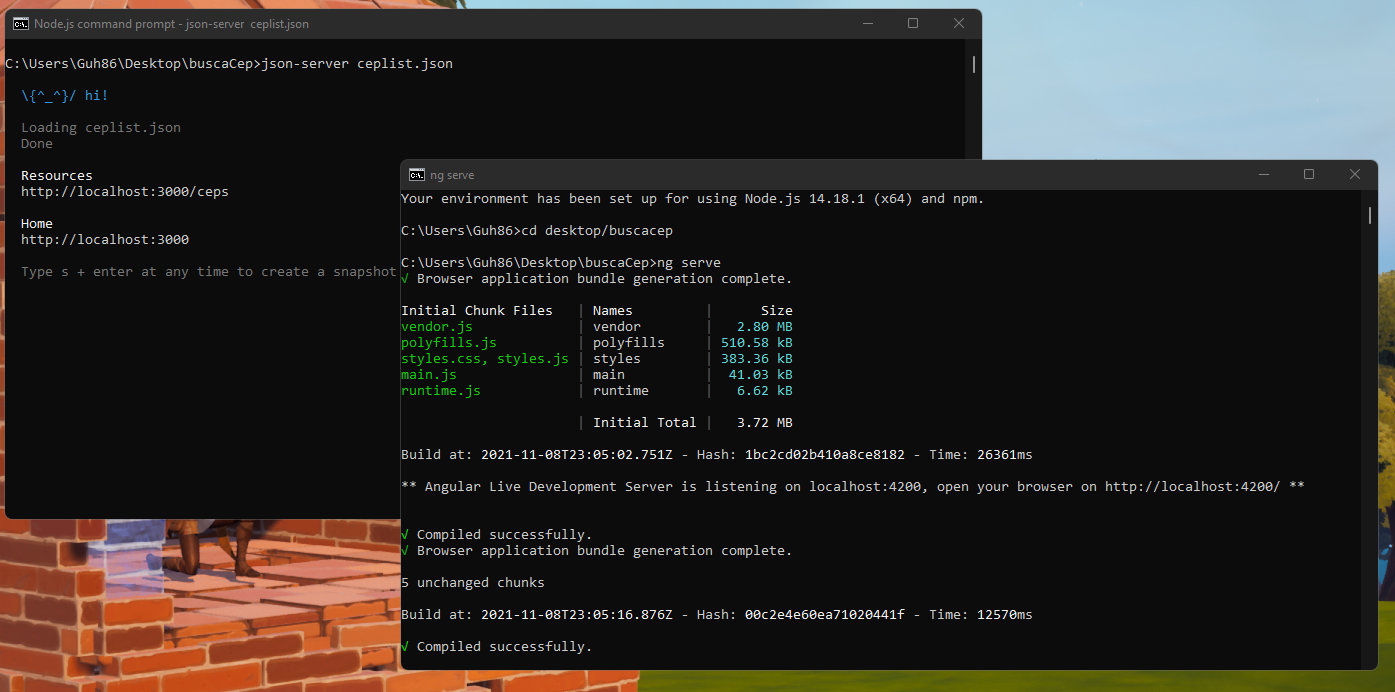 Node.js command prompt - json-server ceplist.json
C:\Users\Guh86\Desktop\buscaCep>json-server ceplist.json
\{^_^}/ hi!
Loading ceplist.json
Done
Resources
http://localhost:3000/ceps
Home
http://localhost:3000
Type s + enter at any time to create a snapshot
ng serve
Your environment has been set up for using Node.js 14.18.1 (x64) and npm.
C:\Users\Guh86>cd desktop/buscacep
C:\Users\Guh86\Desktop\buscaCep>ng serve
√ Browser application bundle generation complete.
Initial Chunk Files | Names | Size
vendor.js | vendor | 2.80 MB
polyfills.js | polyfills | 510.58 kB
styles.css, styles.js | styles | 383.36 kB
main.js | main | 41.03 kB
runtime.js | runtime | 6.62 kB
| Initial Total | 3.72 MB
Build at: 2021-11-08T23:05:02.751Z - Hash: 1bc2cd02b410a8ce8182 - Time: 26361ms
** Angular Live Development Server is listening on localhost:4200, open your browser on http://localhost:4200/ **
√ Compiled successfully.
√ Browser application bundle generation complete.
5 unchanged chunks
Build at: 2021-11-08T23:05:16.876Z - Hash: 00c2e4e60ea71020441f - Time: 12570ms
√ Compiled successfully.